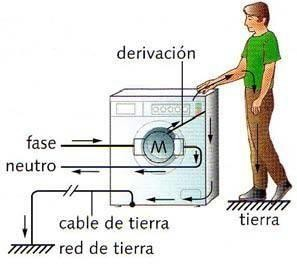 derivación
fase
neutro
M
cable de tierra
red de tierra
tierra